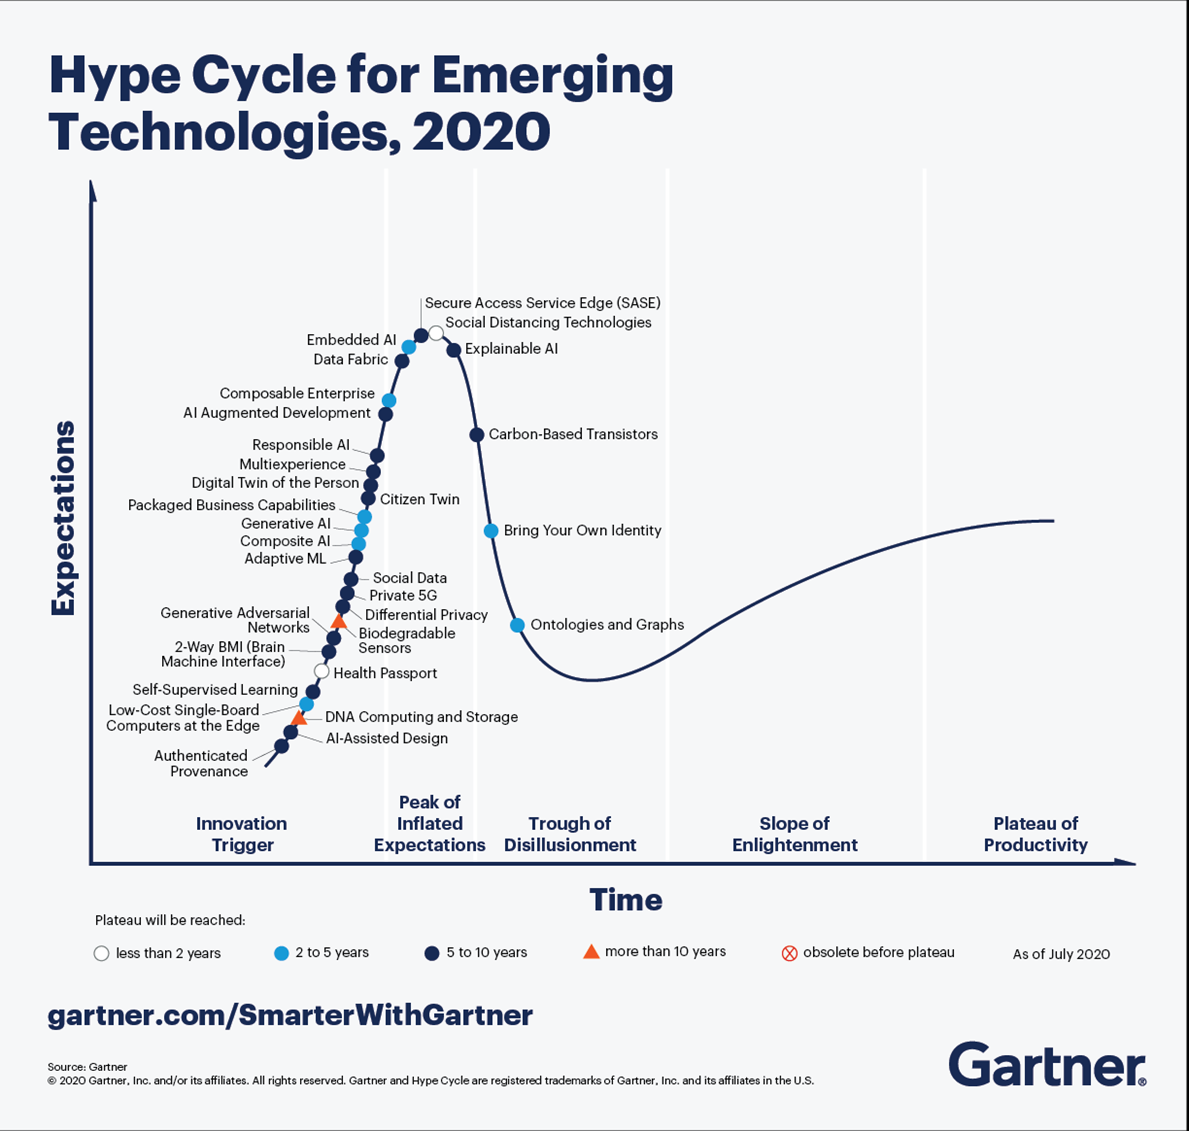 Hype Cycle for Emerging
Technologies, 2020
Expectations
Secure Access Service Edge (SASE)
Social Distancing Technologies
Embedded AI
Explainable AI
Data Fabric
Composable Enterprise
AI Augmented Development
Carbon-Based Transistors
Responsible AI
Multiexperience
Digital Twin of the Person
Citizen Twin
Packaged Business Capabilities
Generative AI
Bring Your Own Identity
Composite AI
Adaptive ML
Social Data
Private 5G
Generative Adversarial
Networks
Differential Privacy
Ontologies and Graphs
Biodegradable
Sensors
2-Way BMI (Brain
Machine Interface)
Health Passport
Self-Supervised Learning
Low-Cost Single-Board
Computers at the Edge
DNA Computing and Storage
AI-Assisted Design
Authenticated
Provenance
Innovation
Trigger
Peak of
Inflated
Expectations
Trough of
Disillusionment
Slope of
Enlightenment
Plateau of
Productivity
Time
Plateau will be reached:
less than 2 years
2 to 5 years
5 to 10 years
more than 10 years
obsolete before plateau
As of July 2020
gartner.com/SmarterWithGartner
Source: Gartner
© 2020 Gartner, Inc. and/or its affiliates. All rights reserved. Gartner and Hype Cycle are registered trademarks of Gartner, Inc. and its affiliates in the U.S.
Gartner®